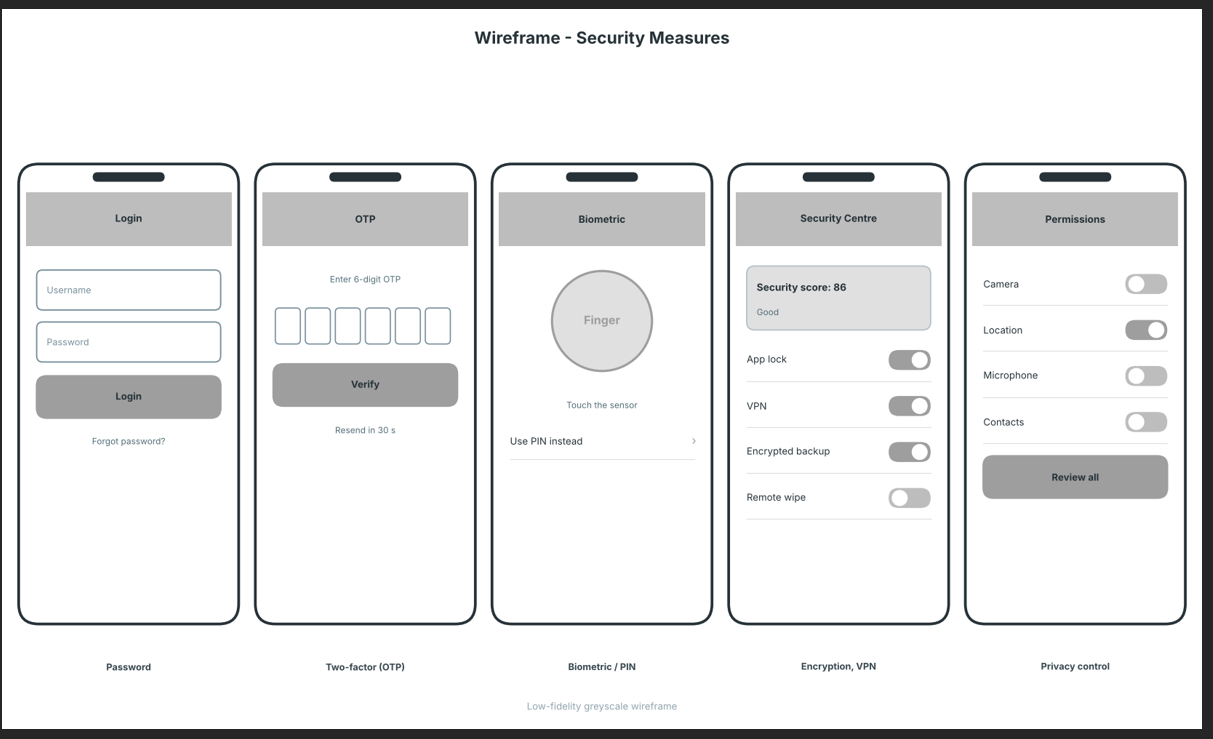 Wireframe - Security Measures
Login
Username
Password
Login
Forgot password?
OTP
Enter 6-digit OTP
Verify
Resend in 30 s
Biometric
Finger
Touch the sensor
Use PIN instead ›
Security Centre
Security score: 86
Good
App lock
VPN
Encrypted backup
Remote wipe
Permissions
Camera
Location
Microphone
Contacts
Review all
Password
Two-factor (OTP)
Biometric / PIN
Encryption, VPN
Privacy control
Low-fidelity greyscale wireframe